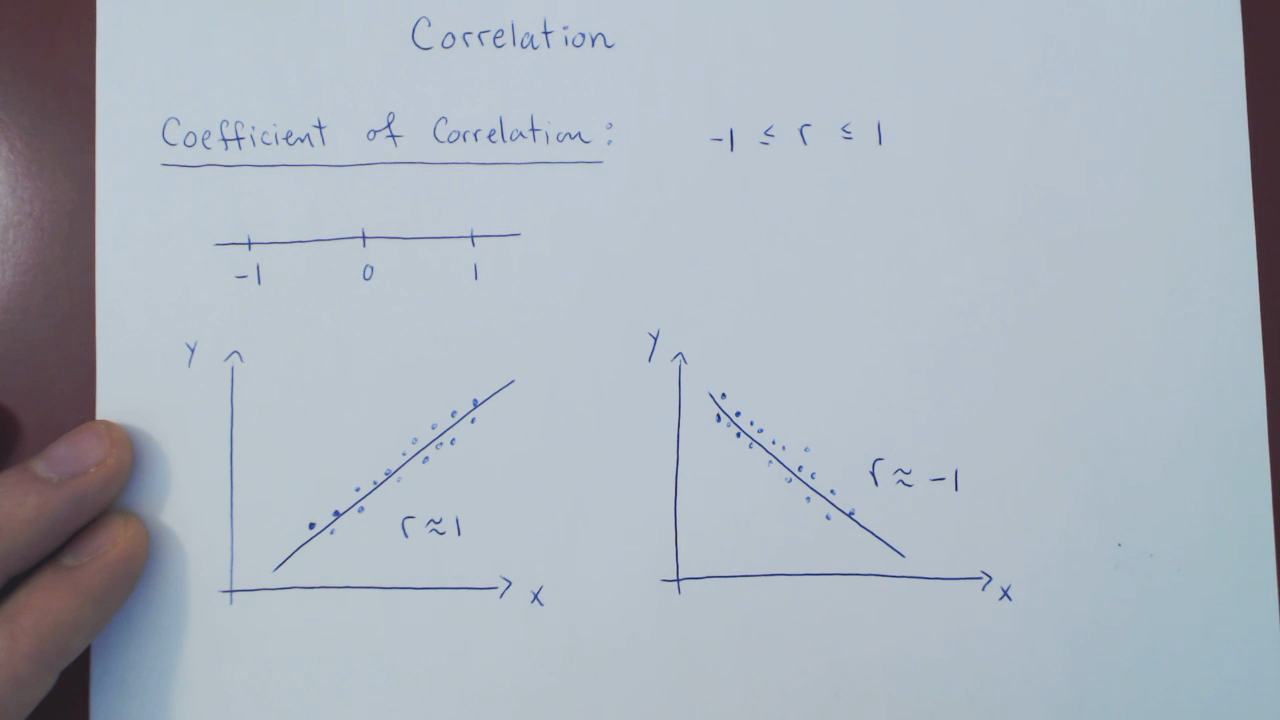 Correlation
Coefficient of Correlation: -1 ≤ r ≤ 1
-1 0 1
y
r ≈ 1
x
y
r ≈ -1
x